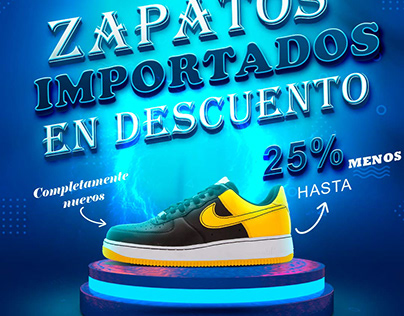 ZAPATOS
IMPORTADOS
EN DESCUENTO
25% MENOS
HASTA
Completamente
nuevos